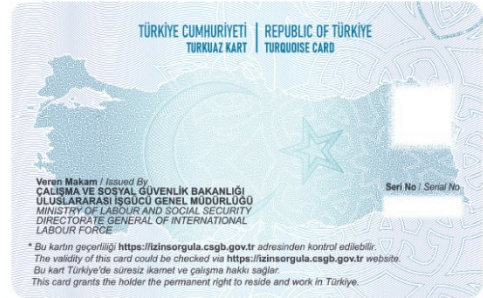 TÜRKİYE CUMHURİYETİ | REPUBLIC OF TÜRKİYE
TURKUAZ KART | TURQUOISE CARD
Veren Makam / Issued By
ÇALIŞMA VE SOSYAL GÜVENLİK BAKANLIĞI
ULUSLARARASI İŞGÜCÜ GENEL MÜDÜRLÜĞÜ
MINISTRY OF LABOUR AND SOCIAL SECURITY
DIRECTORATE GENERAL OF INTERNATIONAL
LABOUR FORCE
Seri No / Serial No
* Bu kartın geçerliliği https://izinsorgula.csgb.gov.tr adresinden kontrol edilebilir.
The validity of this card could be checked via https://izinsorgula.csgb.gov.tr website.
Bu kart Türkiye'de süresiz ikamet ve çalışma hakkı sağlar.
This card grants the holder the permanent right to reside and work in Türkiye.